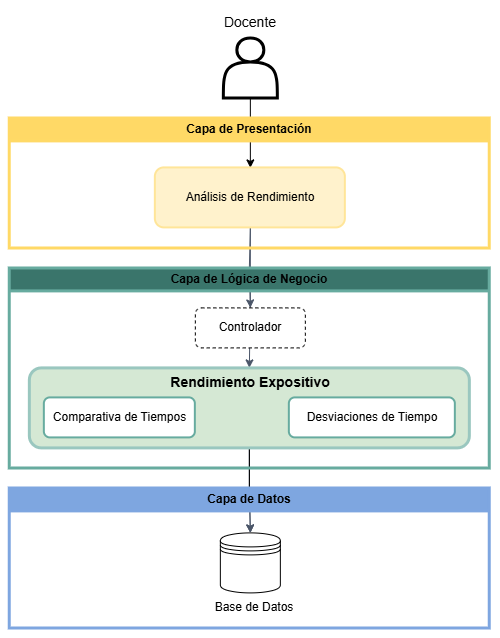 Docente
Capa de Presentación
Análisis de Rendimiento
Capa de Lógica de Negocio
Controlador
Rendimiento Expositivo
Comparativa de Tiempos
Desviaciones de Tiempo
Capa de Datos
Base de Datos